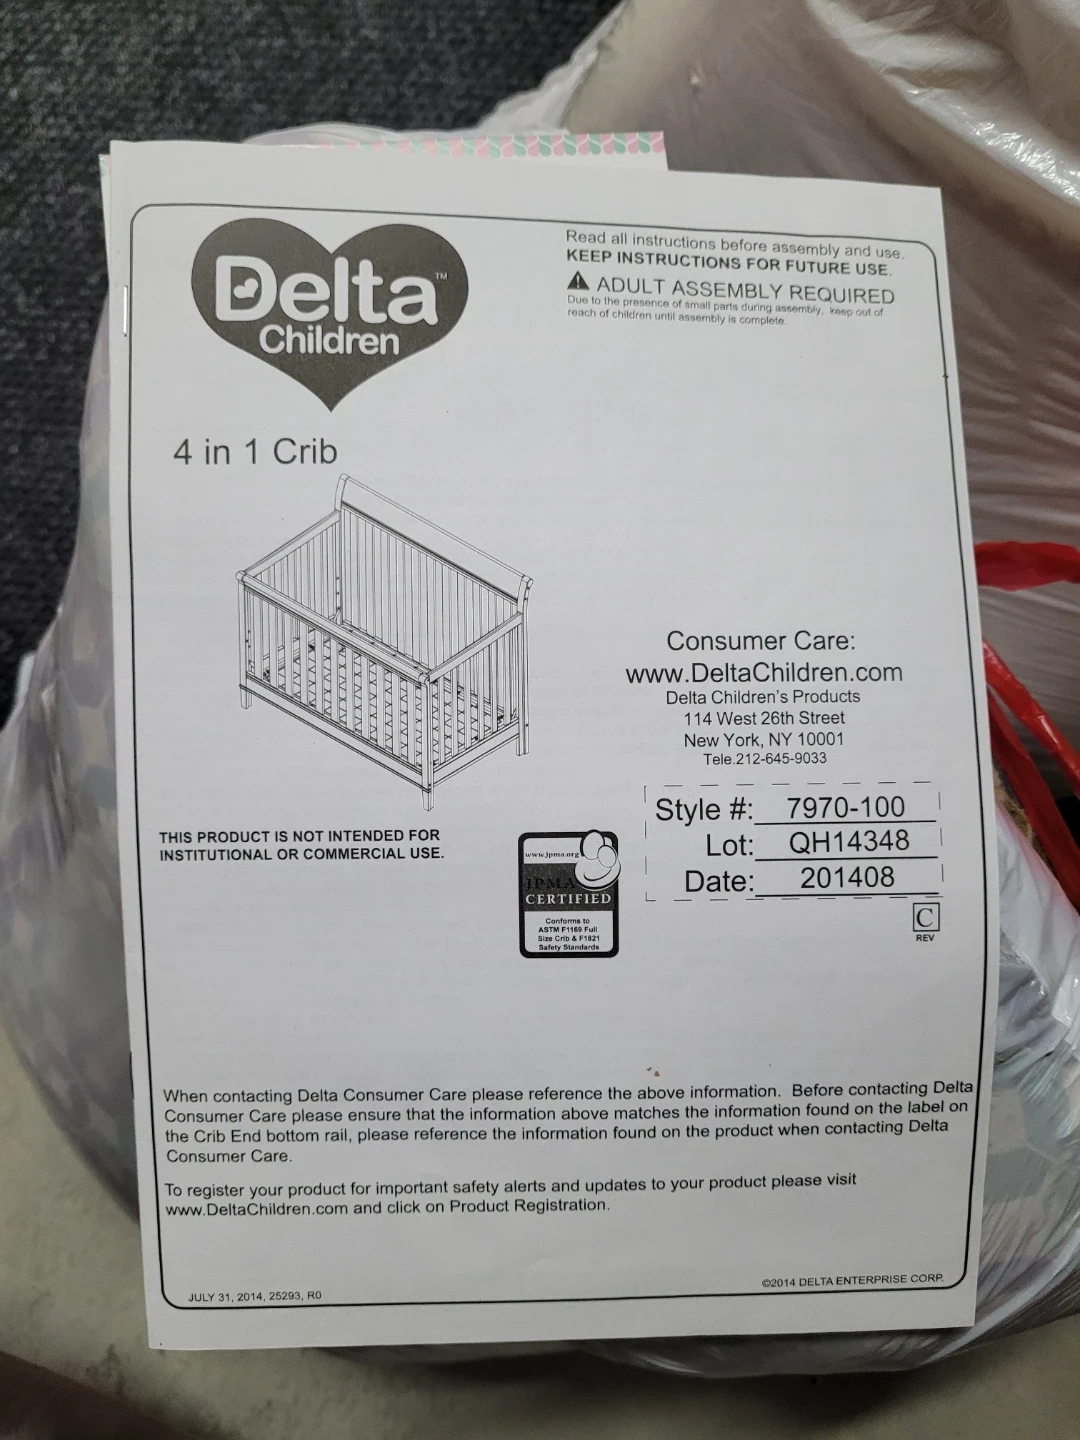 Delta™
Children
Read all instructions before assembly and use.
KEEP INSTRUCTIONS FOR FUTURE USE.
ADULT ASSEMBLY REQUIRED
Due to the presence of small parts during assembly, keep out of
reach of children until assembly is complete.
4 in 1 Crib
Consumer Care:
www.DeltaChildren.com
Delta Children's Products
114 West 26th Street
New York, NY 10001
Tele.212-645-9033
THIS PRODUCT IS NOT INTENDED FOR
INSTITUTIONAL OR COMMERCIAL USE.
www.jpma.org
JPMA
CERTIFIED
Conforms to
ASTM F1169 Full
Size Crib & F1821
Safety Standards
Style #: 7970-100
Lot: QH14348
Date: 201408
C
REV
When contacting Delta Consumer Care please reference the above information. Before contacting Delta
Consumer Care please ensure that the information above matches the information found on the label on
the Crib End bottom rail, please reference the information found on the product when contacting Delta
Consumer Care.
To register your product for important safety alerts and updates to your product please visit
www.DeltaChildren.com and click on Product Registration.
JULY 31, 2014, 25293, R0
©2014 DELTA ENTERPRISE CORP.